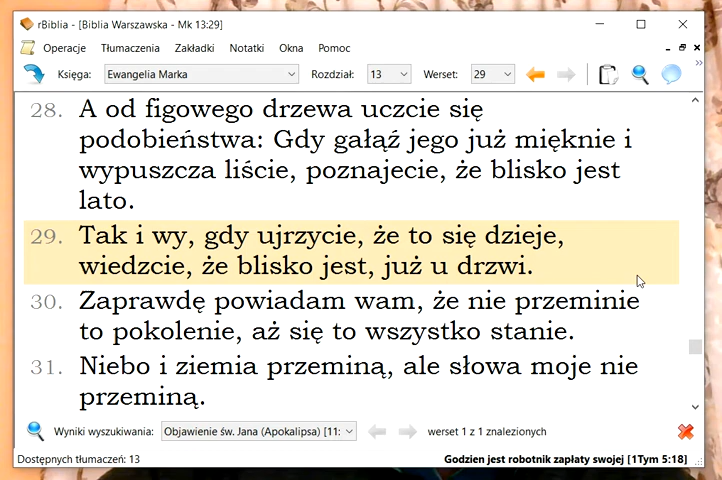 rBiblia - [Biblia Warszawska - Mk 13:29]
Operacje Tłumaczenia Zakładki Notatki Okna Pomoc
Księga: Ewangelia Marka Rozdział: 13 Werset: 29
28. A od figowego drzewa uczcie się
podobieństwa: Gdy gałąź jego już mięknie i
wypuszcza liście, poznajecie, że blisko jest
lato.
29. Tak i wy, gdy ujrzycie, że to się dzieje,
wiedzcie, że blisko jest, już u drzwi.
30. Zaprawdę powiadam wam, że nie przeminie
to pokolenie, aż się to wszystko stanie.
31. Niebo i ziemia przeminą, ale słowa moje nie
przeminą.
Wyniki wyszukiwania: Objawienie św. Jana (Apokalipsa) [11: werset 1 z 1 znalezionych
Dostępnych tłumaczeń: 13 Godzien jest robotnik zapłaty swojej [1Tym 5:18]